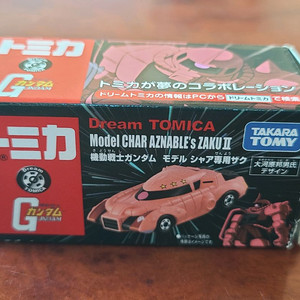 トミカ
G ガンダム
トミカが夢のコラボレーション
ドリームトミカの情報はPCから ドリームトミカ で検索
トミカ
Dream TOMICA
Model CHAR AZNABLE's ZAKU II
機動戦士ガンダム モデル シャア専用ザク
TAKARA TOMY
大河原邦男氏
デザイン
G ガンダム
GUNDAM